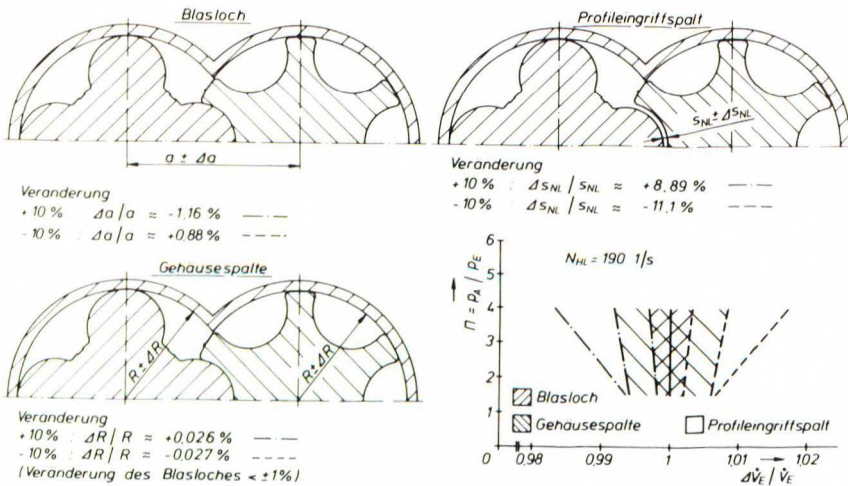 Blasloch
a ± Δa
Veranderung
+10 % Δa/a ≈ -1,16 %
-10 % : Δa/a ≈ +0,88 %
Profileingriffspalt
s_NL ± Δs_NL
Veranderung
+10 % : Δs_NL / s_NL ≈ +8,89 %
-10 % : Δs_NL / s_NL ≈ -11,1 %
Gehäusespalte
R ± ΔR
R ± ΔR
Veranderung
+10% : ΔR/R ≈ +0,026 %
-10% : ΔR/R ≈ -0,027 %
(Veranderung des Blasloches < ±1%)
Π = p_A / p_E
6
5
4
3
2
1
0
N_HL = 190 1/s
Blasloch
Gehäusespalte
Profileingriffspalt
0,98
0,99
1
1,01
1,02
ΔV̇_E / V̇_E